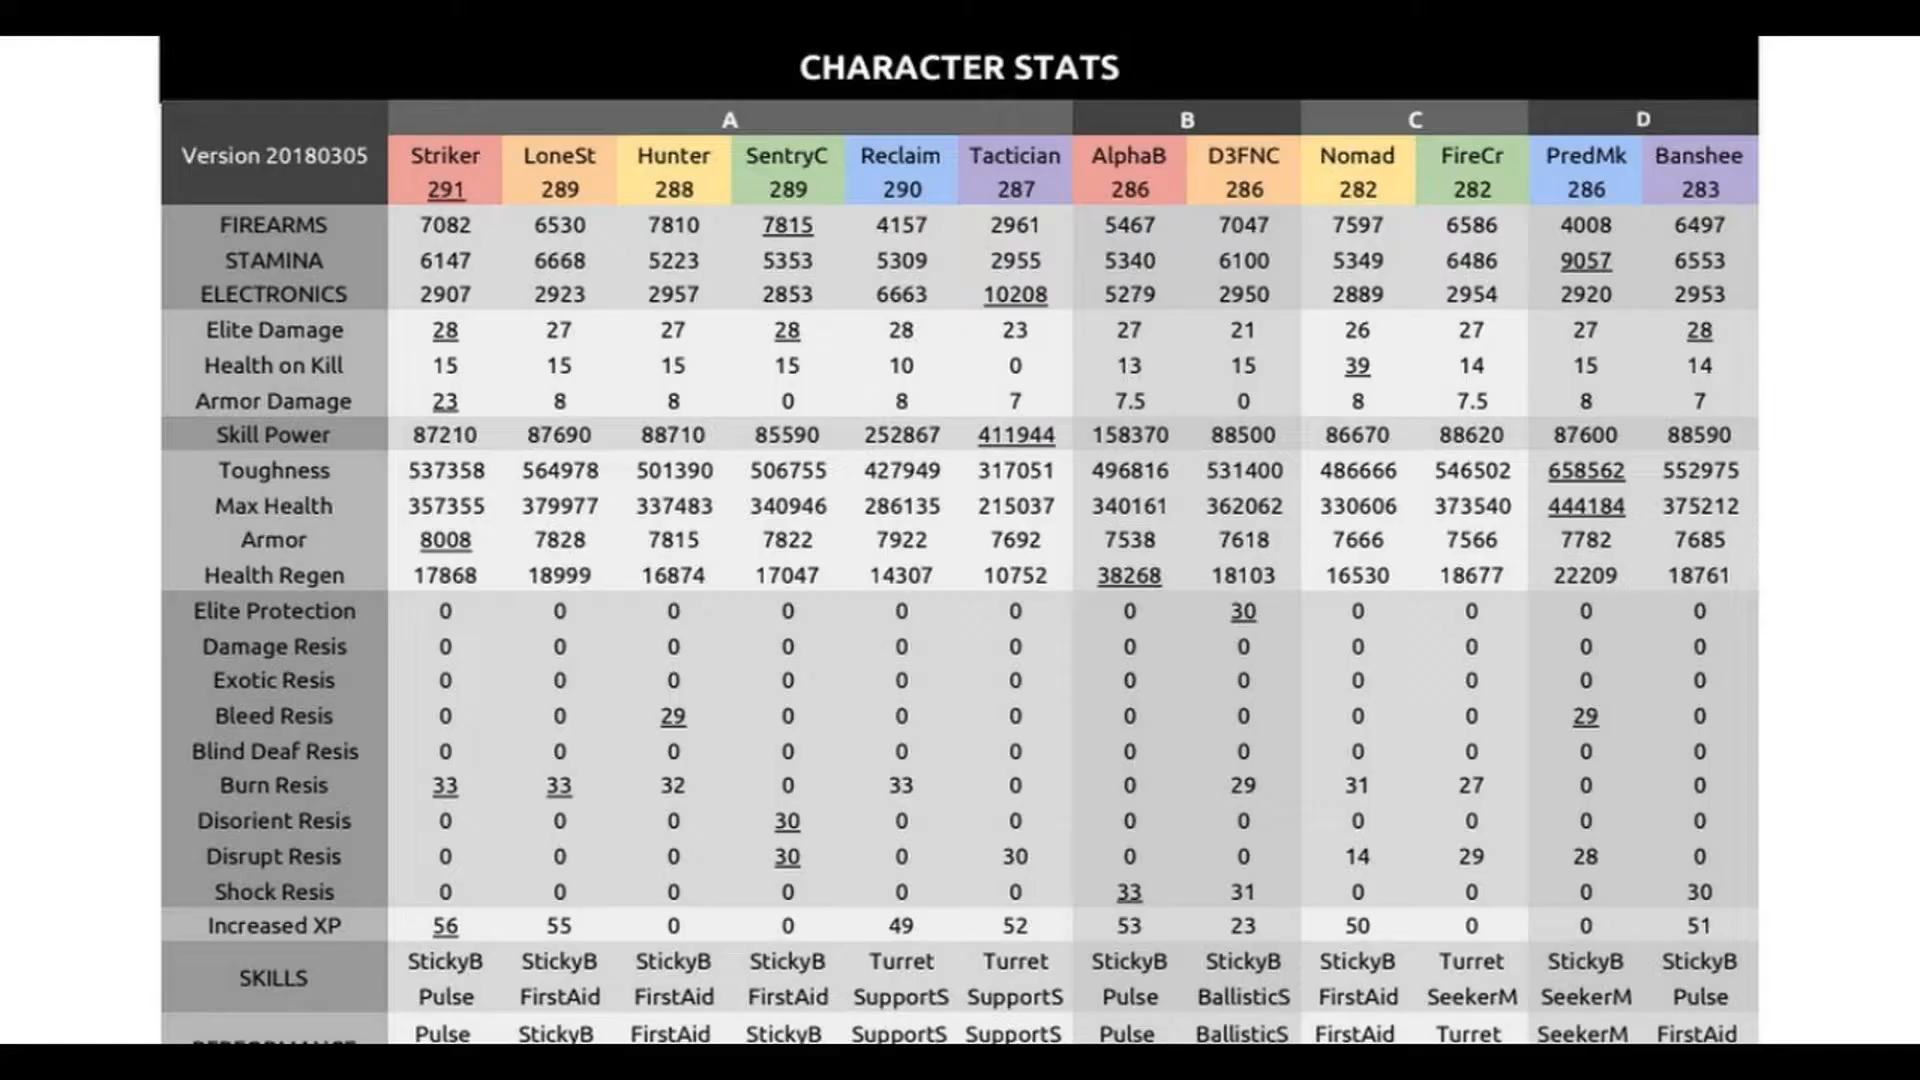 CHARACTER STATS
A B C D
Version 20180305 Striker LoneSt Hunter SentryC Reclaim Tactician AlphaB D3FNC Nomad FireCr PredMk Banshee
291 289 288 289 290 287 286 286 282 282 286 283
FIREARMS 7082 6530 7810 7815 4157 2961 5467 7047 7597 6586 4008 6497
STAMINA 6147 6668 5223 5353 5309 2955 5340 6100 5349 6486 9057 6553
ELECTRONICS 2907 2923 2957 2853 6663 10208 5279 2950 2889 2954 2920 2953
Elite Damage 28 27 27 28 28 23 27 21 26 27 27 28
Health on Kill 15 15 15 15 10 0 13 15 39 14 15 14
Armor Damage 23 8 8 0 8 7 7.5 0 8 7.5 8 7
Skill Power 87210 87690 88710 85590 252867 411944 158370 88500 86670 88620 87600 88590
Toughness 537358 564978 501390 506755 427949 317051 496816 531400 486666 546502 658562 552975
Max Health 357355 379977 337483 340946 286135 215037 340161 362062 330606 373540 444184 375212
Armor 8008 7828 7815 7822 7922 7692 7538 7618 7666 7566 7782 7685
Health Regen 17868 18999 16874 17047 14307 10752 38268 18103 16530 18677 22209 18761
Elite Protection 0 0 0 0 0 0 0 30 0 0 0 0
Damage Resis 0 0 0 0 0 0 0 0 0 0 0 0
Exotic Resis 0 0 0 0 0 0 0 0 0 0 0 0
Bleed Resis 0 0 29 0 0 0 0 0 0 0 29 0
Blind Deaf Resis 0 0 0 0 0 0 0 0 0 0 0 0
Burn Resis 33 33 32 0 33 0 0 29 31 27 0 0
Disorient Resis 0 0 0 30 0 0 0 0 0 0 0 0
Disrupt Resis 0 0 0 30 0 30 0 0 14 29 28 0
Shock Resis 0 0 0 0 0 0 33 31 0 0 0 30
Increased XP 56 55 0 0 49 52 53 23 50 0 0 51
SKILLS StickyB StickyB StickyB StickyB Turret Turret StickyB StickyB StickyB Turret StickyB StickyB
Pulse FirstAid FirstAid FirstAid SupportS SupportS Pulse BallisticS FirstAid SeekerM SeekerM Pulse
Pulse StickyB FirstAid StickyB SupportS SupportS Pulse BallisticS FirstAid Turret SeekerM FirstAid